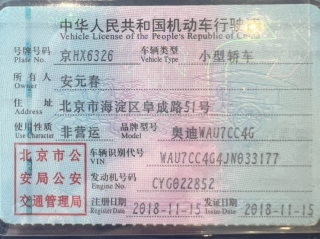 中华人民共和国机动车行驶证
Vehicle License of the People's Republic of China
号牌号码 京HX6326 车辆类型 小型轿车
Plate No. Vehicle Type
所有人 安元春
Owner
住址 北京市海淀区阜成路51号
Address
使用性质 非营运 品牌型号 奥迪WAU7CC4G
Use Character Model
北京市公安局公安交通管理局
车辆识别代号 WAU7CC4G4JN033177
VIN
发动机号码 CYG022852
Engine No.
注册日期 2018-11-15 发证日期 2018-11-15
Register Date Issue Date